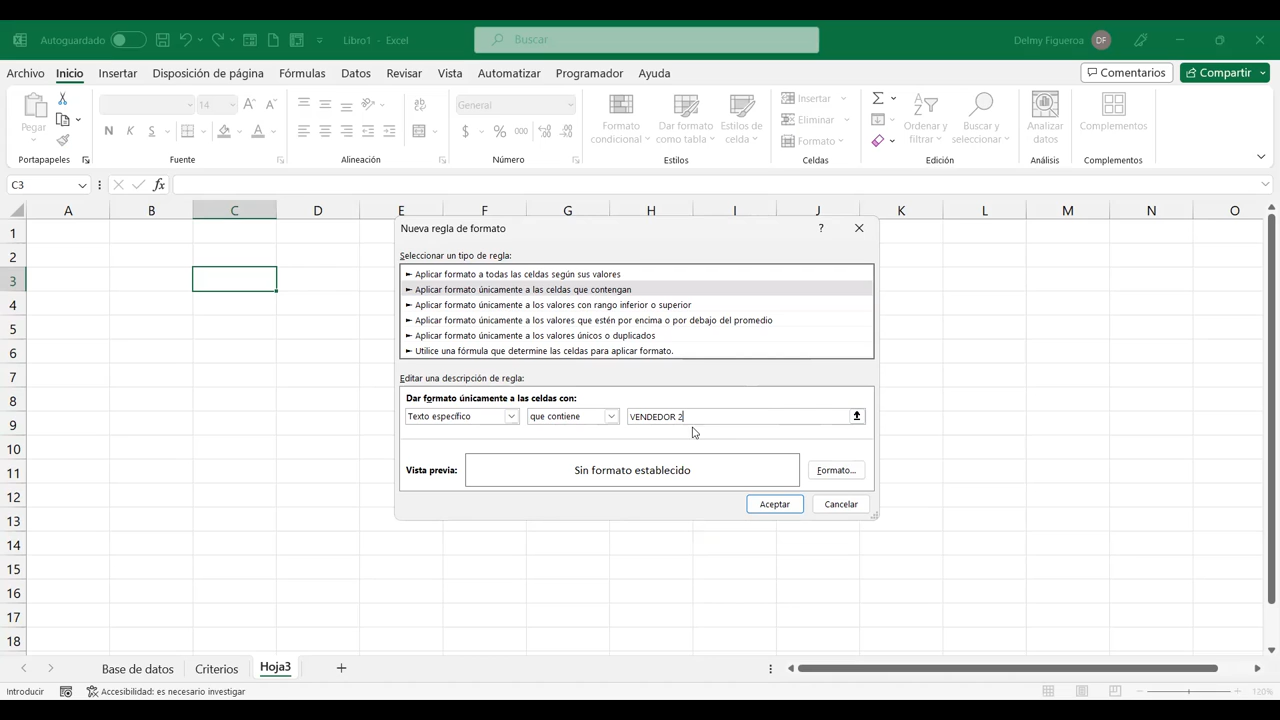 Autoguardado
Libro1 - Excel
Buscar
Delmy Figueroa
DF
Archivo
Inicio
Insertar
Disposición de página
Fórmulas
Datos
Revisar
Vista
Automatizar
Programador
Ayuda
Comentarios
Compartir
Pegar
Portapapeles
14
N K S
Fuente
Alineación
General
$ % 000
Número
Formato condicional
Dar formato como tabla
Estilos de celda
Estilos
Insertar
Eliminar
Formato
Celdas
Ordenar y filtrar
Buscar y seleccionar
Edición
Analizar datos
Análisis
Complementos
Complementos
C3
fx
A B C D E F G H I J K L M N O
1
2
3
4
5
6
7
8
9
10
11
12
13
14
15
16
17
18
Nueva regla de formato
?
Seleccionar un tipo de regla:
► Aplicar formato a todas las celdas según sus valores
► Aplicar formato únicamente a las celdas que contengan
► Aplicar formato únicamente a los valores con rango inferior o superior
► Aplicar formato únicamente a los valores que estén por encima o por debajo del promedio
► Aplicar formato únicamente a los valores únicos o duplicados
► Utilice una fórmula que determine las celdas para aplicar formato.
Editar una descripción de regla:
Dar formato únicamente a las celdas con:
Texto específico
que contiene
VENDEDOR 2
Vista previa:
Sin formato establecido
Formato...
Aceptar
Cancelar
Base de datos
Criterios
Hoja3
Introducir
Accesibilidad: es necesario investigar
120%